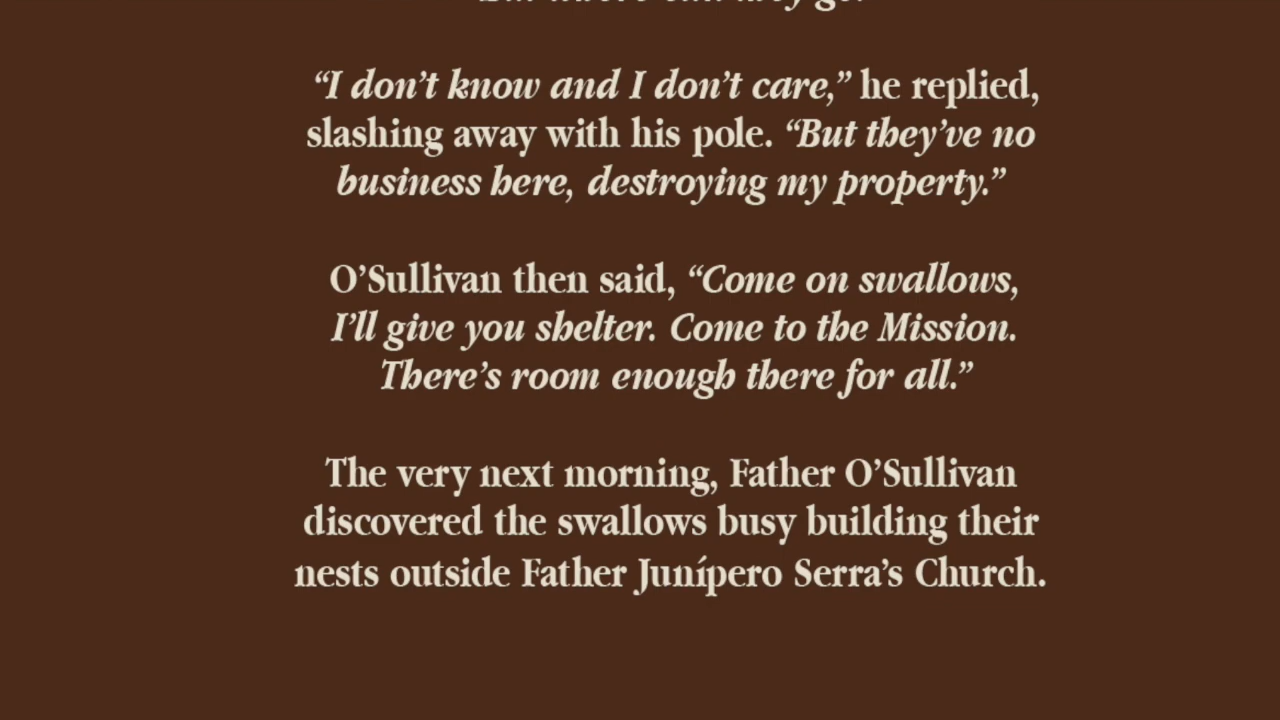 “I don’t know and I don’t care,” he replied,
slashing away with his pole. “But they’ve no
business here, destroying my property.”
O’Sullivan then said, “Come on swallows,
I’ll give you shelter. Come to the Mission.
There’s room enough there for all.”
The very next morning, Father O’Sullivan
discovered the swallows busy building their
nests outside Father Junípero Serra’s Church.